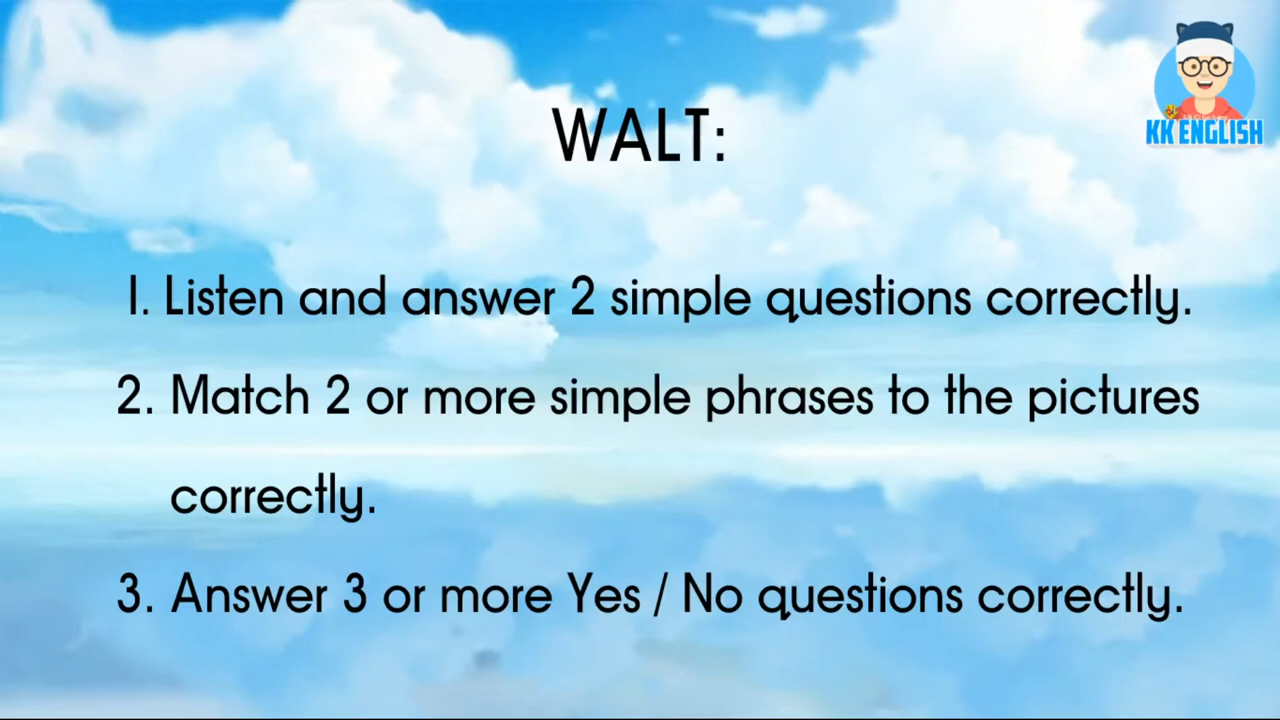 KK ENGLISH
WALT:
1. Listen and answer 2 simple questions correctly.
2. Match 2 or more simple phrases to the pictures
correctly.
3. Answer 3 or more Yes / No questions correctly.